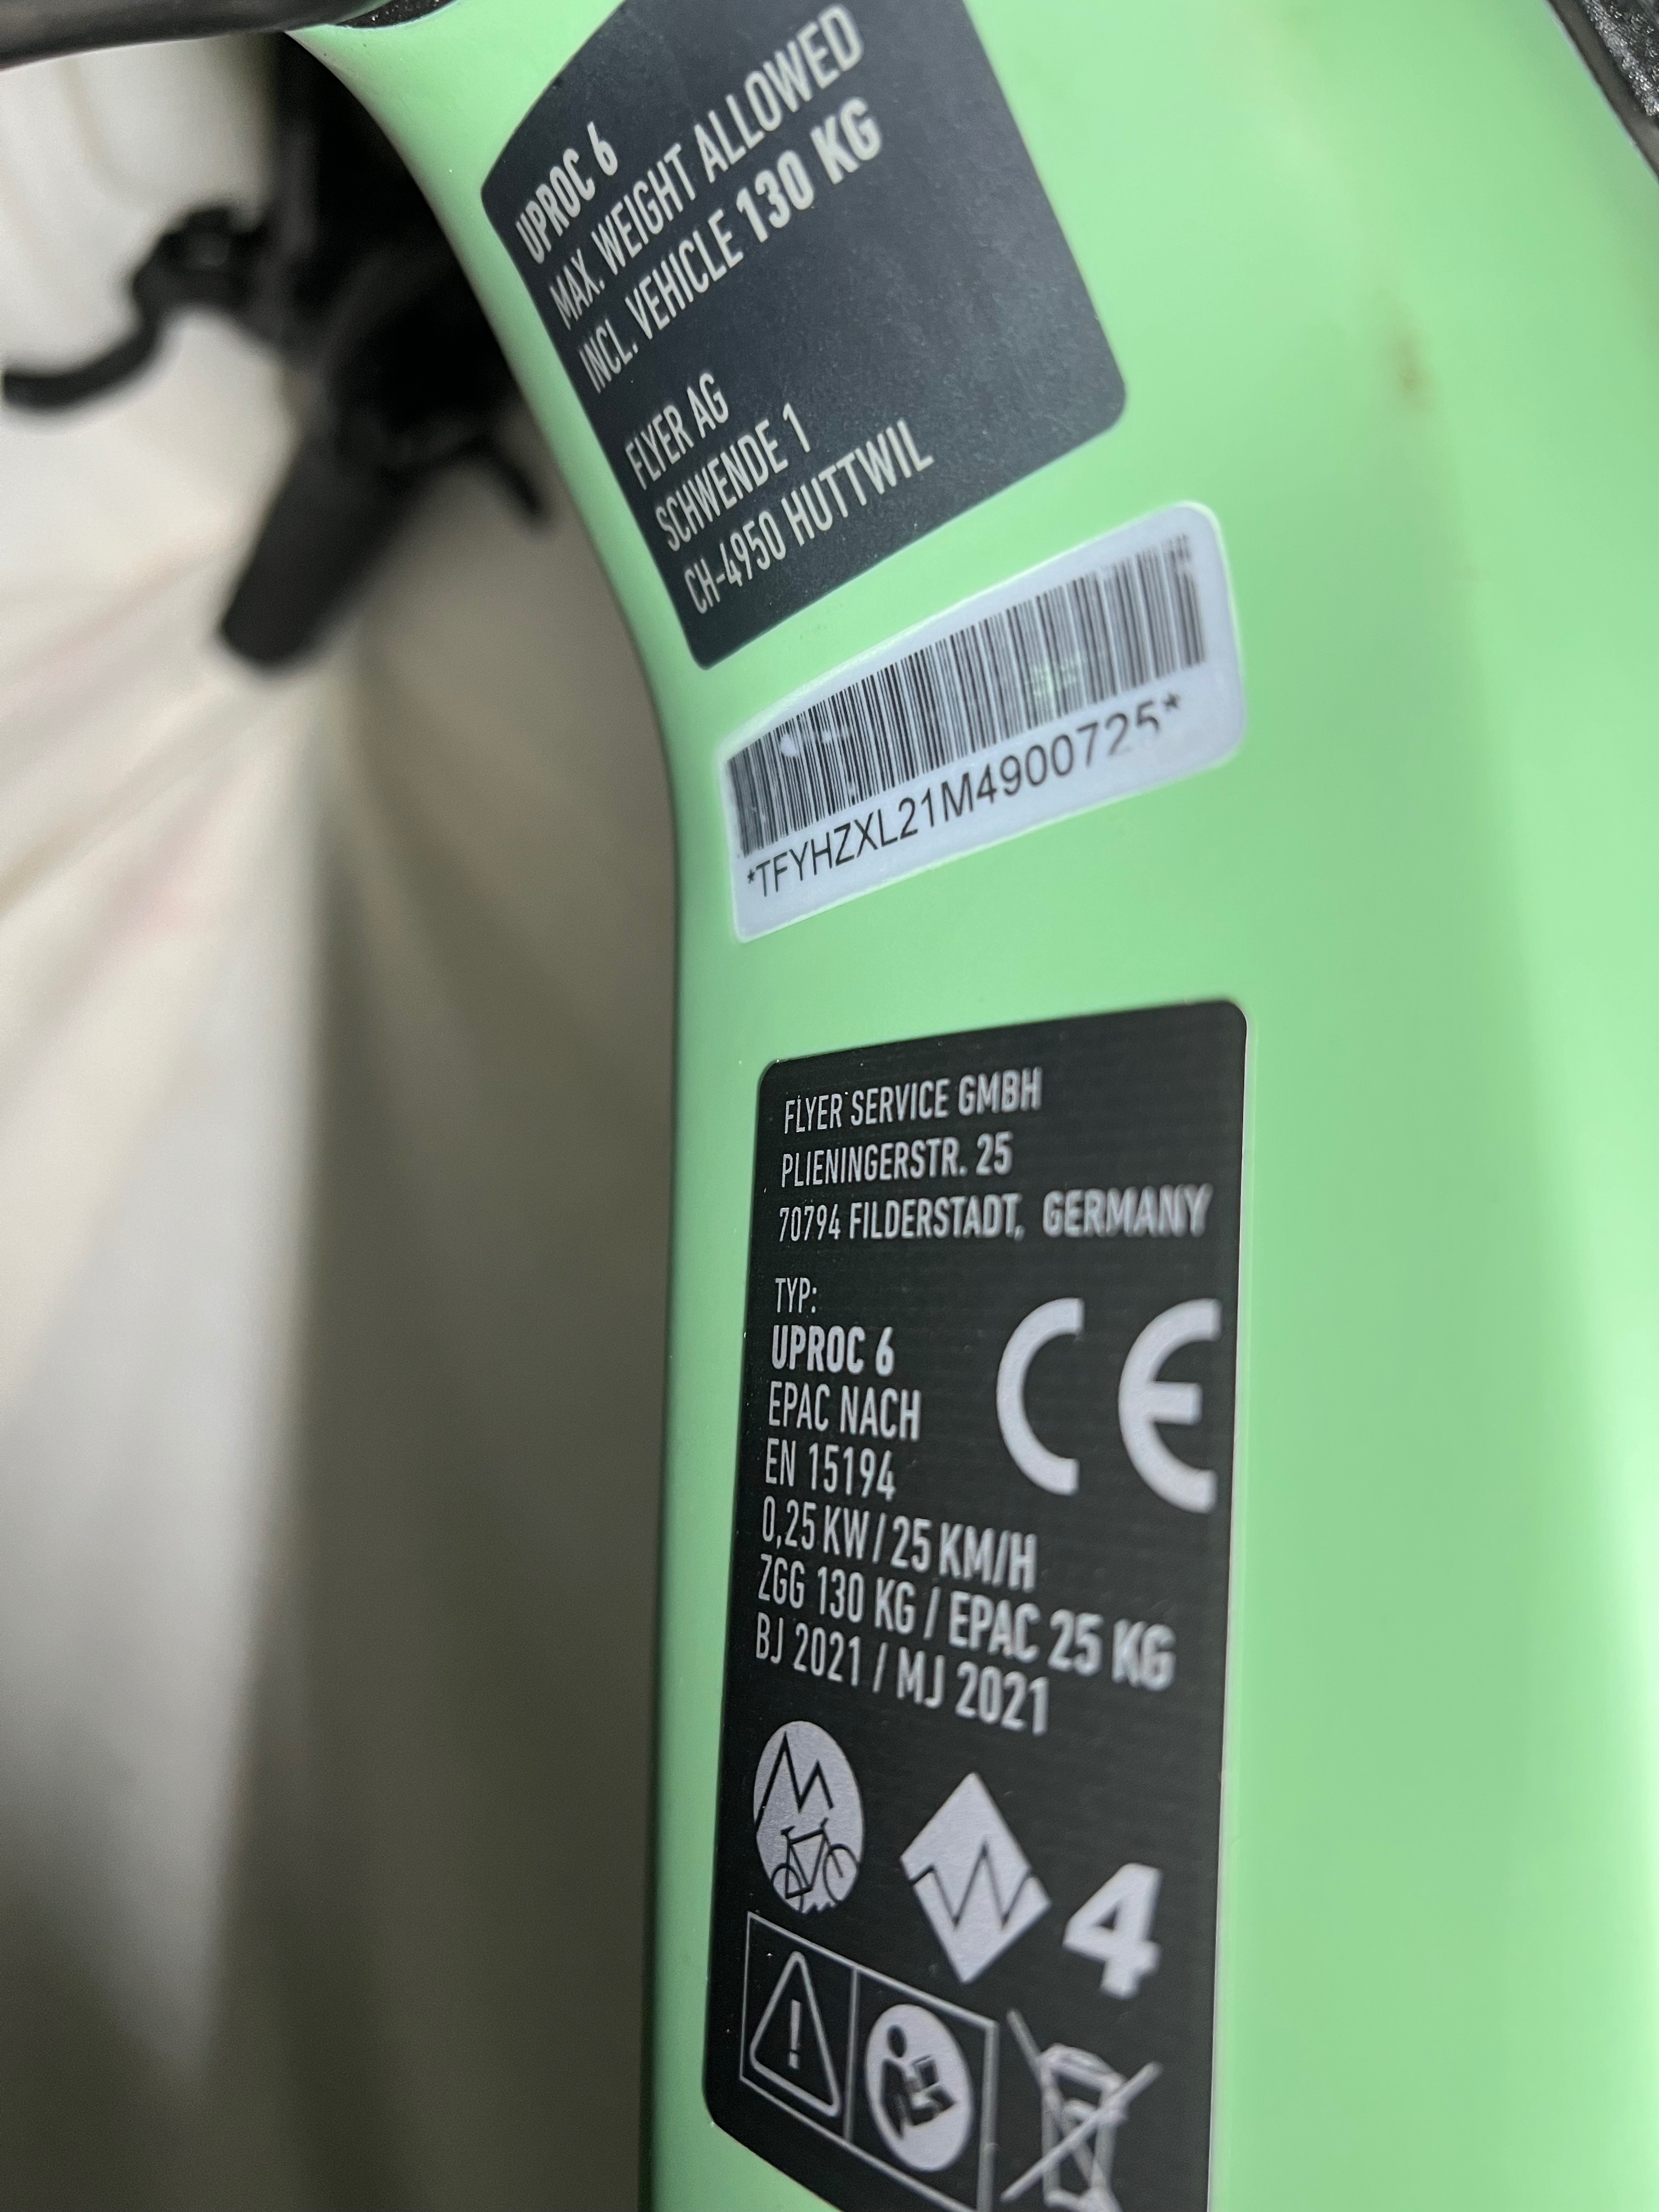 UPROC 6
MAX. WEIGHT ALLOWED
INCL. VEHICLE 130 KG
FLYER AG
SCHWENDE 1
CH-4950 HUTTWIL
*TFYHZXL21M4900725*
FLYER SERVICE GMBH
PLIENINGERSTR. 25
70794 FILDERSTADT, GERMANY
TYP:
UPROC 6
EPAC NACH
EN 15194
0,25 KW / 25 KM/H
ZGG 130 KG / EPAC 25 KG
BJ 2021 / MJ 2021
CE
4